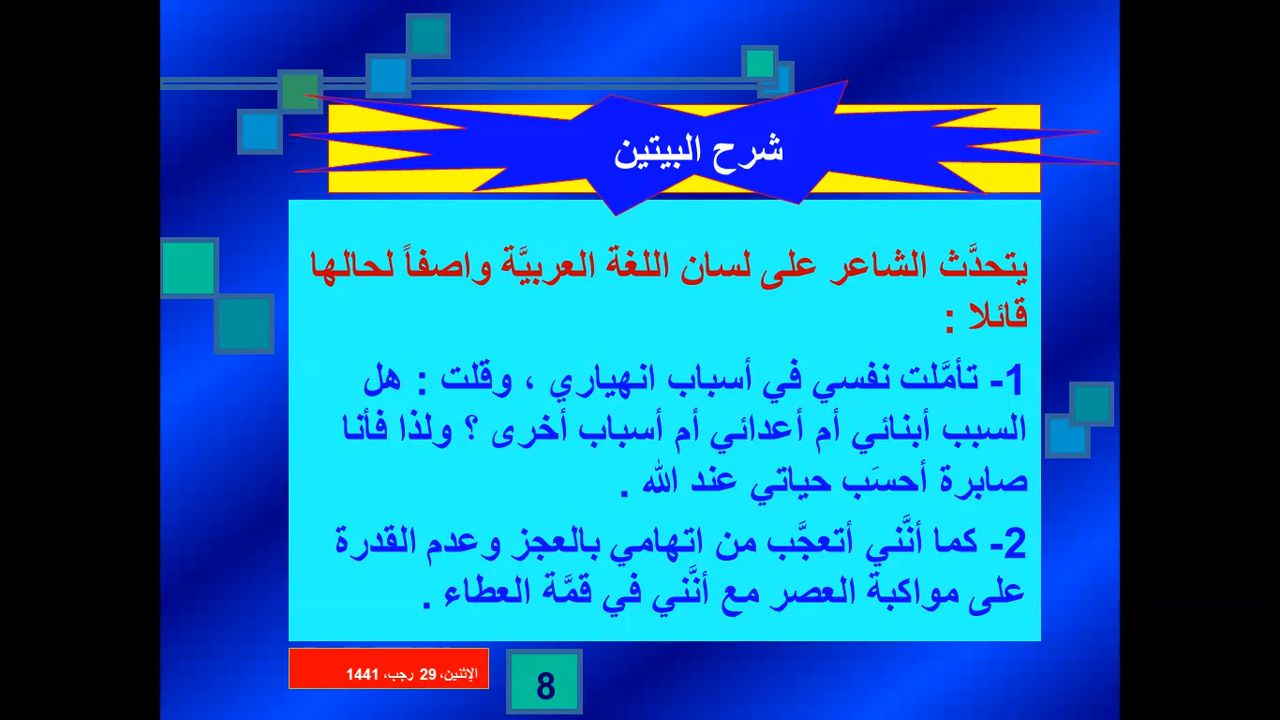 شرح البيتين
يتحدَّث الشاعر على لسان اللغة العربيَّة واصفاً لحالها
قائلا :
1- تأمَّلت نفسي في أسباب انهياري ، وقلت : هل
السبب أبنائي أم أعدائي أم أسباب أخرى ؟ ولذا فأنا
صابرة أحسَب حياتي عند الله .
2- كما أنَّني أتعجَّب من اتهامي بالعجز وعدم القدرة
على مواكبة العصر مع أنَّني في قمَّة العطاء .
الإثنين، 29 رجب، 1441
8